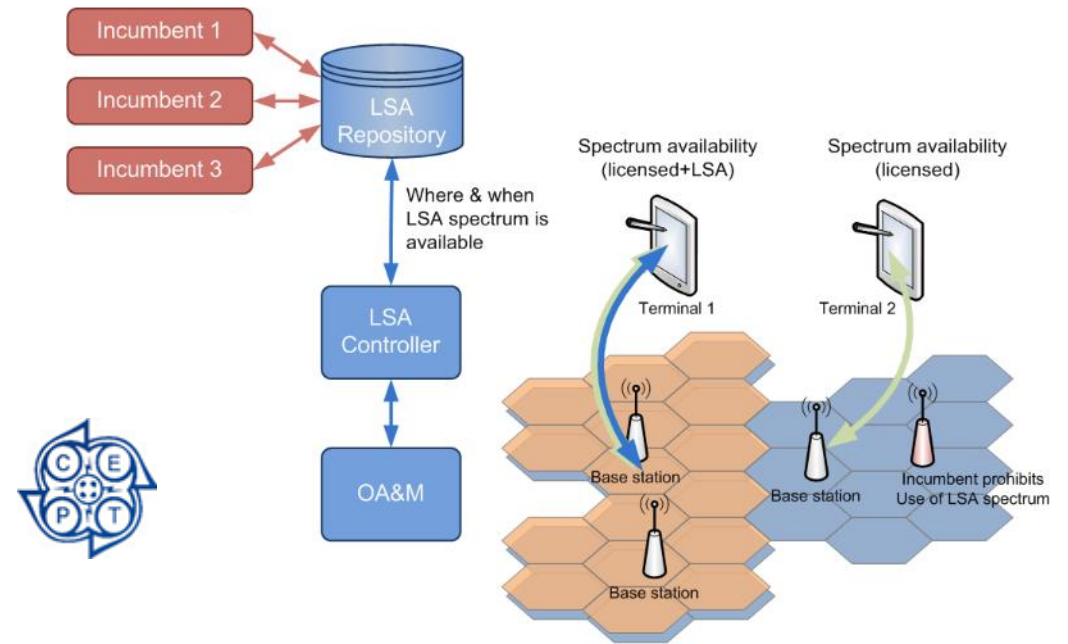 Incumbent 1
Incumbent 2
Incumbent 3
LSA
Repository
Where & when
LSA spectrum is
available
LSA
Controller
OA&M
C E
P T
Spectrum availability
(licensed+LSA)
Terminal 1
Spectrum availability
(licensed)
Terminal 2
Base station
Base station
Base station
Incumbent prohibits
Use of LSA spectrum